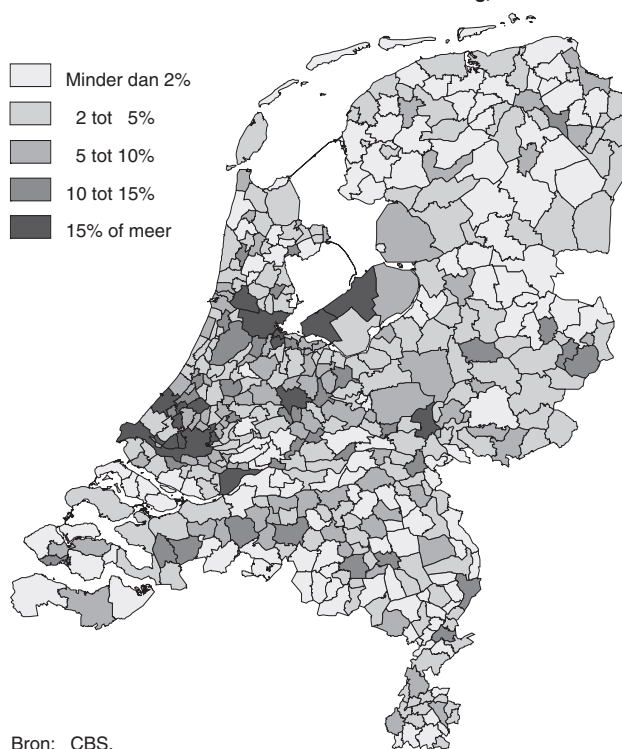 Minder dan 2%
2 tot 5%
5 tot 10%
10 tot 15%
15% of meer
Bron: CBS.